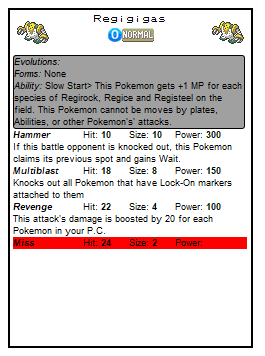 Regigigas
0 NORMAL
Evolutions:
Forms: None
Ability: Slow Start> This Pokemon gets +1 MP for each
species of Regirook, Regice and Registeel on the
field. This Pokemon cannot be moves by plates,
Abilities, or other Pokemon's' attacks.
Hammer Hit: 10 Size: 10 Power: 300
If this battle opponent is knocked out, this Pokemon
claims its previous spot and gains Wait.
Multiblast Hit: 18 Size: 8 Power: 150
Knocks out all Pokemon that have Lock-On markers
attached to them
Revenge Hit: 22 Size: 4 Power: 100
This attack's damage is boosted by 20 for each
Pokemon in your P.C.
Miss Hit: 24 Size: 2 Power: